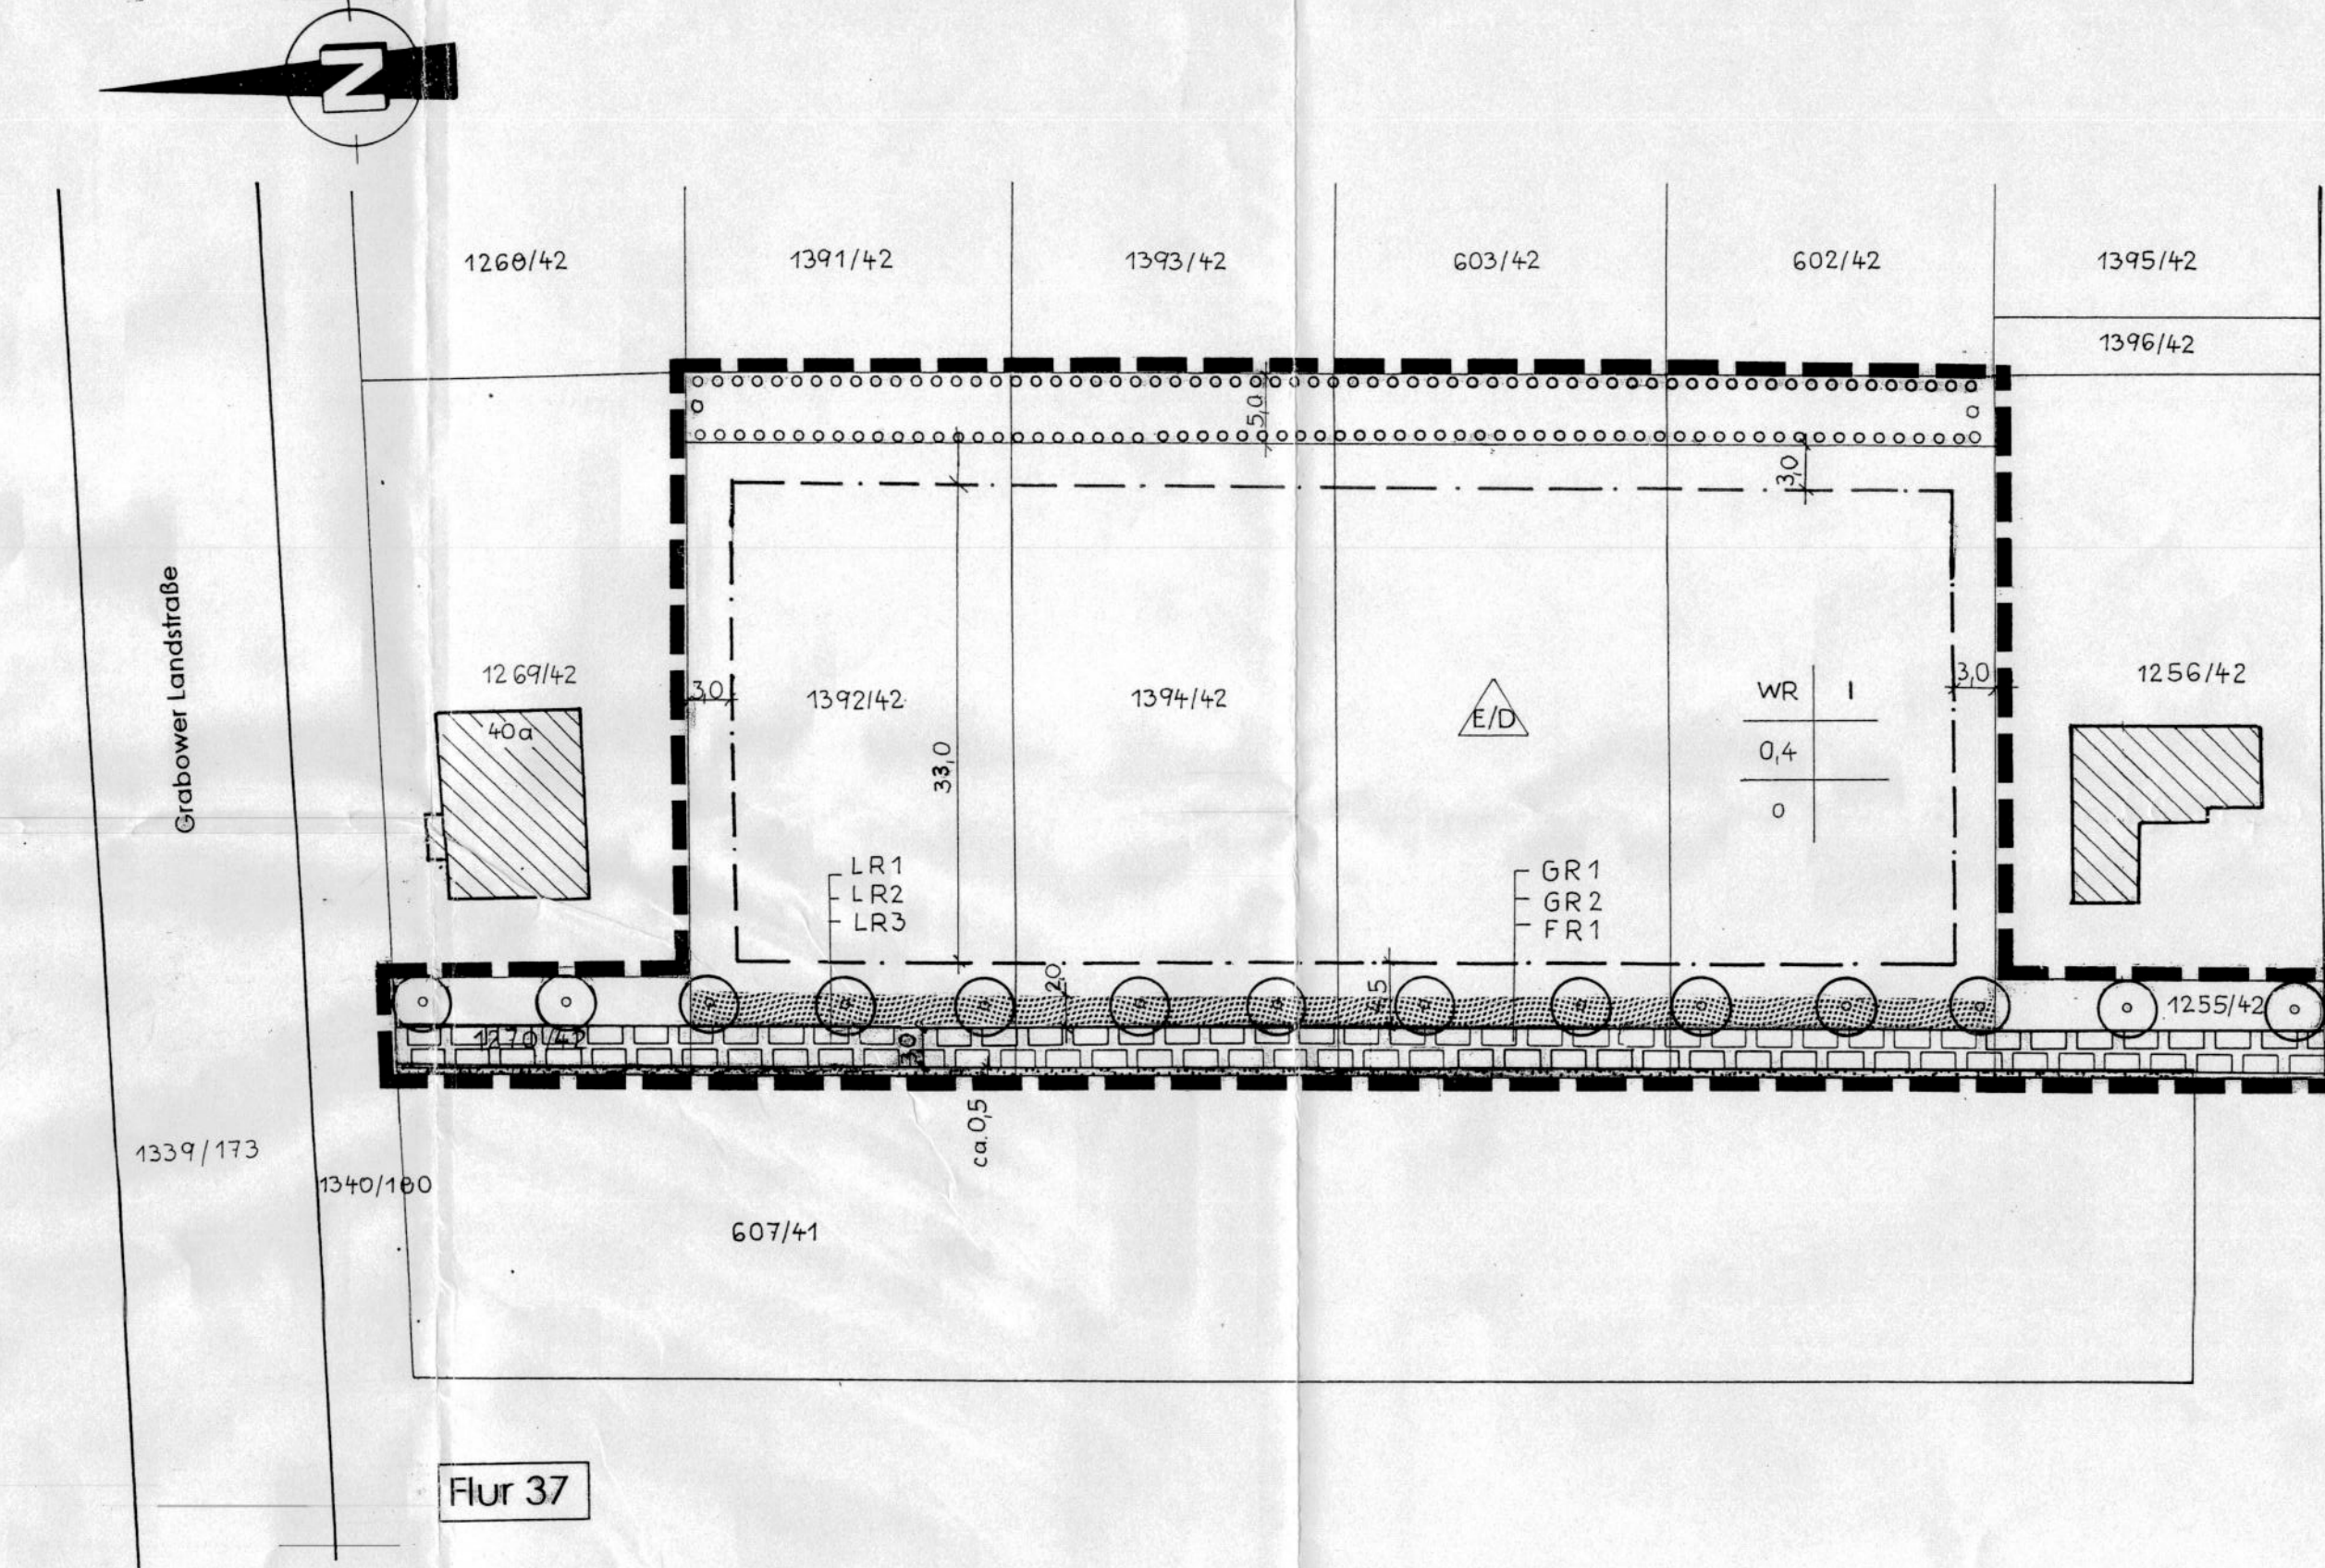 N
1268/42
1391/42
1393/42
603/42
602/42
1395/42
1396/42
5,0
3,0
Grabower Landstraße
1269/42
40a
3,0
1392/42
1394/42
E/D
WR I
0,4
o
3,0
1256/42
33,0
LR1
LR2
LR3
GR1
GR2
FR1
2,0
4,5
1255/42
1270/42
3,0
ca. 0,5
1339/173
1340/180
607/41
Flur 37